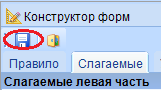 Конструктор форм
Правило Слагаемые
Слагаемые левая часть